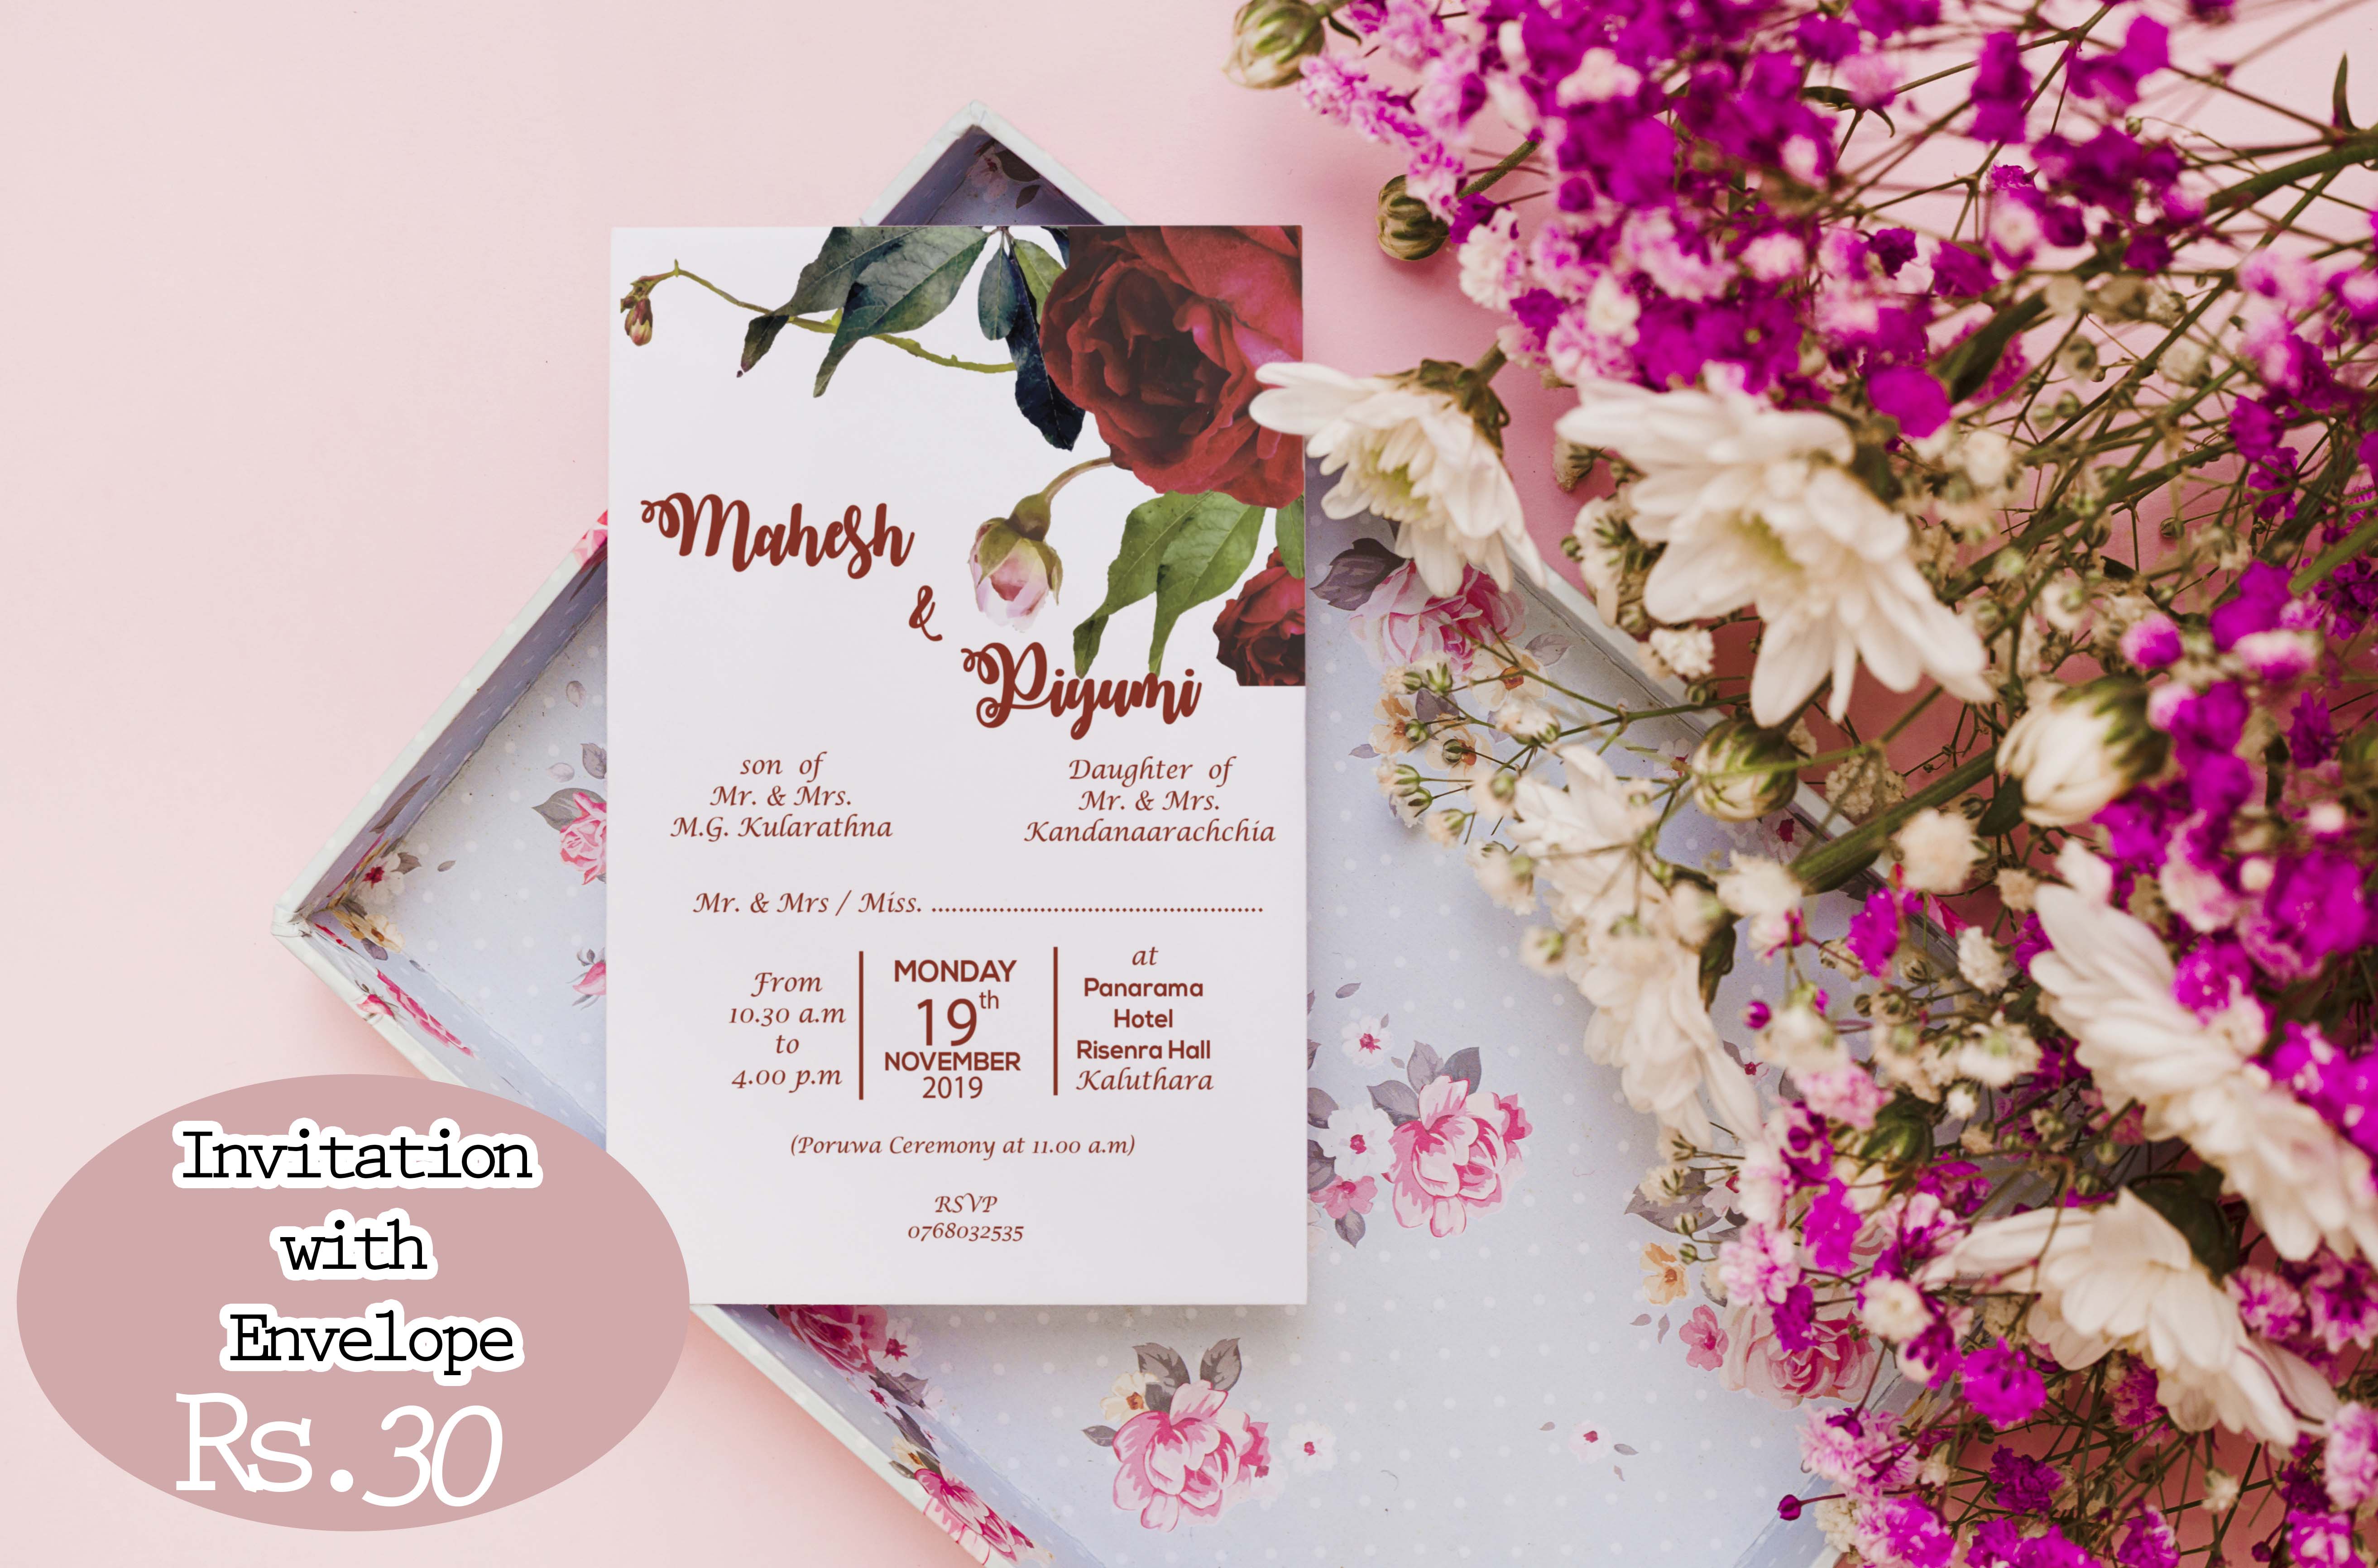 Mahesh
&
Piyumi
son of
Mr. & Mrs.
M.G. Kularathna
Daughter of
Mr. & Mrs.
Kandanaarachchia
Mr. & Mrs / Miss. ..................................................
From
10.30 a.m
to
4.00 p.m
MONDAY
19th
NOVEMBER
2019
at
Panarama
Hotel
Risenra Hall
Kaluthara
(Poruwa Ceremony at 11.00 a.m)
RSVP
0768032535
Invitation
with
Envelope
Rs.30